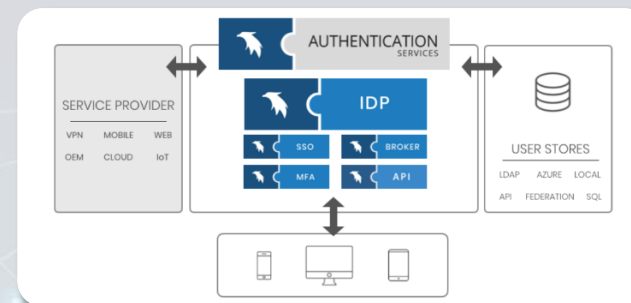 AUTHENTICATION
SERVICES
SERVICE PROVIDER
VPN MOBILE WEB
OEM CLOUD IoT
IDP
SSO BROKER
MFA API
USER STORES
LDAP AZURE LOCAL
API FEDERATION SQL